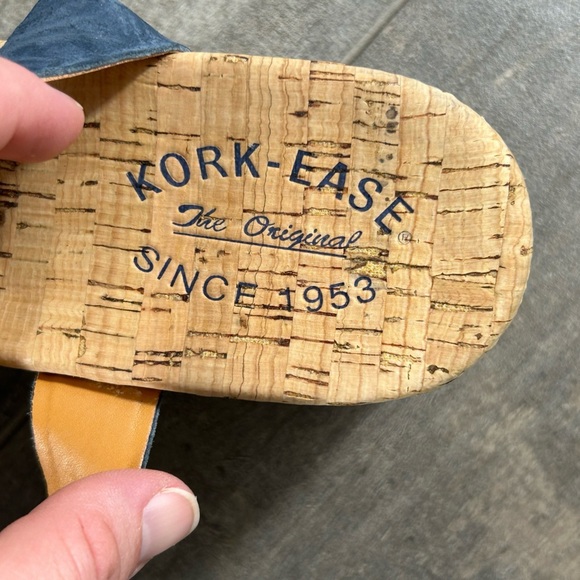 KORK-EASE®
The Original
SINCE 1953